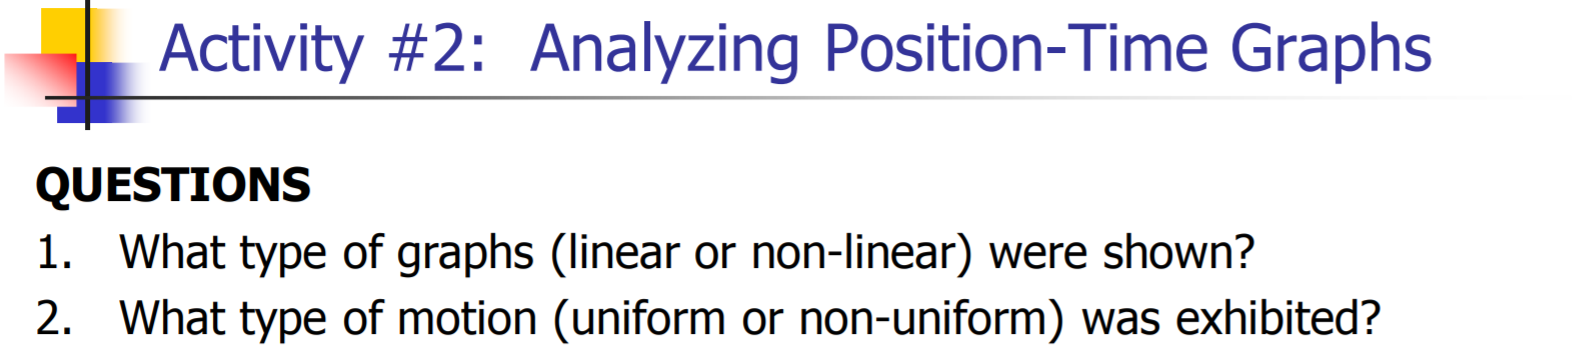 Activity #2: Analyzing Position-Time Graphs
QUESTIONS
1. What type of graphs (linear or non-linear) were shown?
2. What type of motion (uniform or non-uniform) was exhibited?